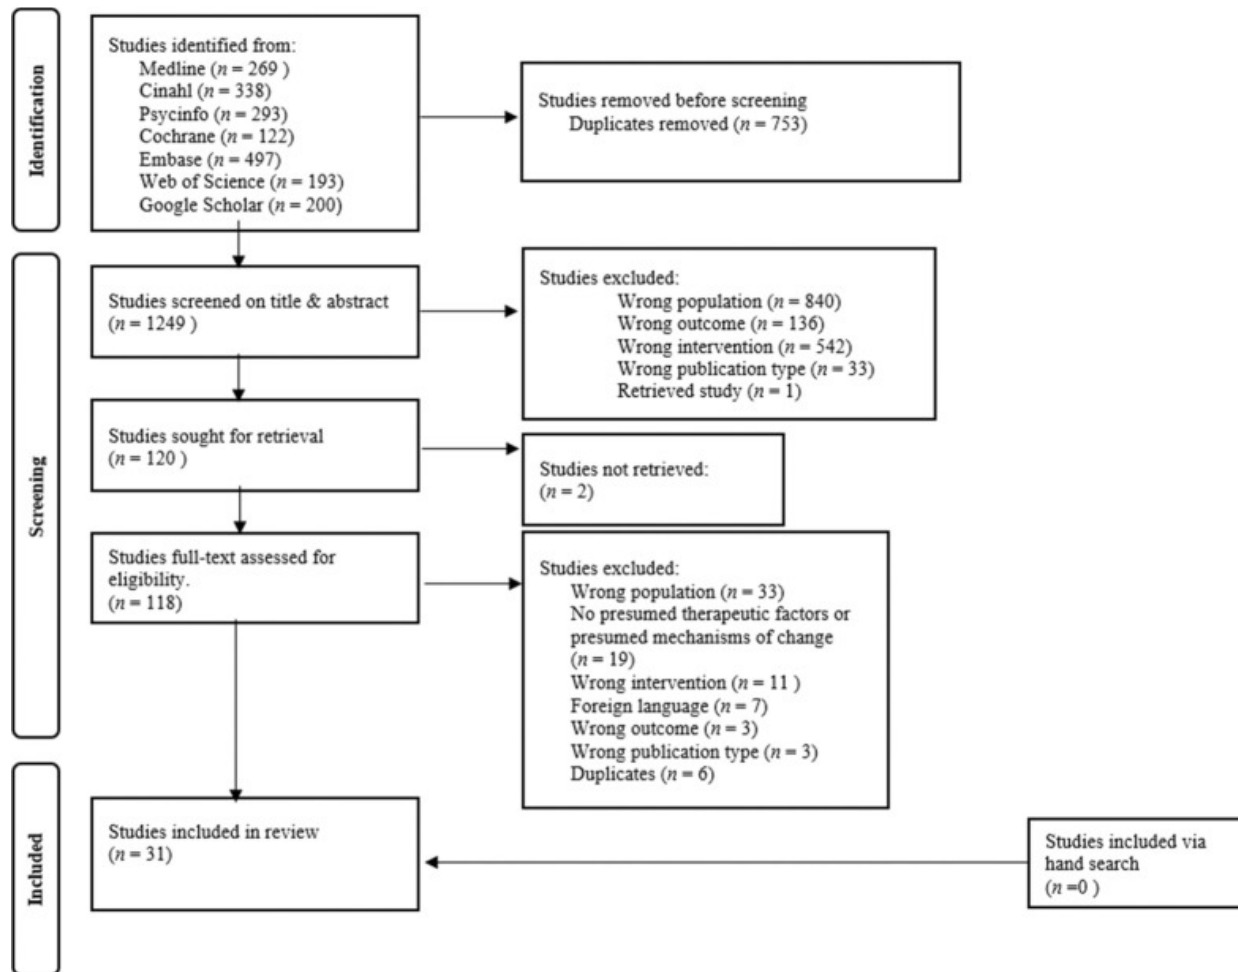 Identification
Studies identified from:
Medline (n = 269 )
Cinahl (n = 338)
Psycinfo (n = 293)
Cochrane (n = 122)
Embase (n = 497)
Web of Science (n = 193)
Google Scholar (n = 200)
Studies removed before screening
Duplicates removed (n = 753)
Screening
Studies screened on title & abstract
(n = 1249 )
Studies excluded:
Wrong population (n = 840)
Wrong outcome (n = 136)
Wrong intervention (n = 542)
Wrong publication type (n = 33)
Retrieved study (n = 1)
Studies sought for retrieval
(n = 120 )
Studies not retrieved:
(n = 2)
Studies full-text assessed for
eligibility.
(n = 118)
Studies excluded:
Wrong population (n = 33)
No presumed therapeutic factors or
presumed mechanisms of change
(n = 19)
Wrong intervention (n = 11 )
Foreign language (n = 7)
Wrong outcome (n = 3)
Wrong publication type (n = 3)
Duplicates (n = 6)
Included
Studies included in review
(n = 31)
Studies included via
hand search
(n =0 )